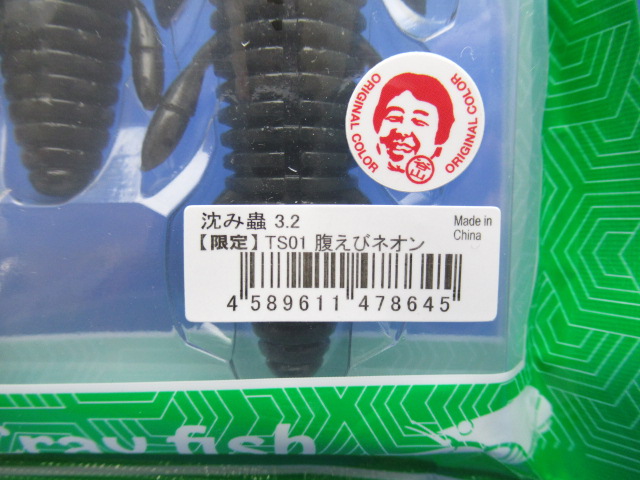 ORIGINAL COLOR
ORIGINAL COLOR
沈み蟲 3.2
【限定】TS01 腹えびネオン
Made in
China
4 589611 478645
fish